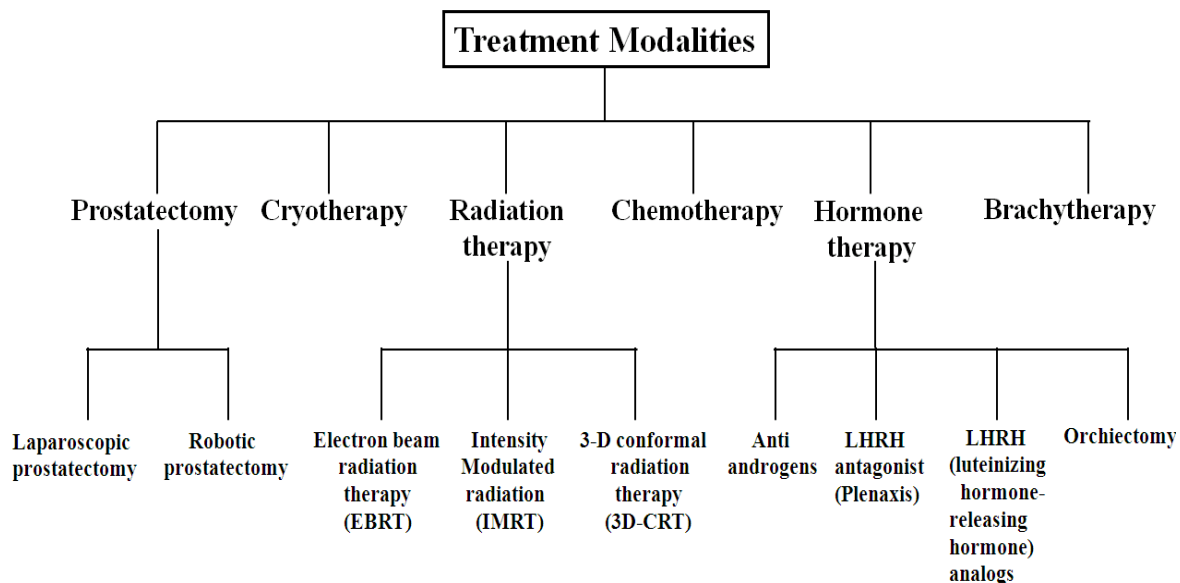 Treatment Modalities
Prostatectomy
Cryotherapy
Radiation
therapy
Chemotherapy
Hormone
therapy
Brachytherapy
Laparoscopic
prostatectomy
Robotic
prostatectomy
Electron beam
radiation
therapy
(EBRT)
Intensity
Modulated
radiation
(IMRT)
3-D conformal
radiation
therapy
(3D-CRT)
Anti
androgens
LHRH
antagonist
(Plenaxis)
LHRH
(luteinizing
hormone-
releasing
hormone)
analogs
Orchiectomy